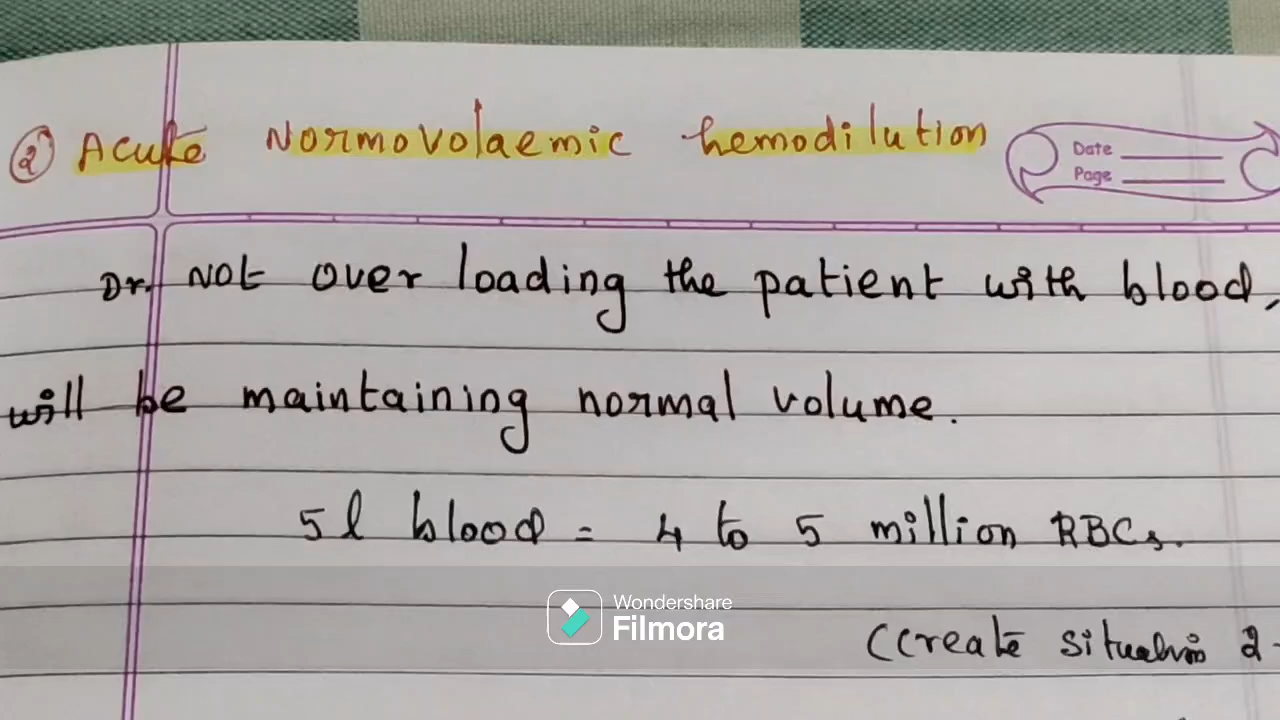 ② Acute Normovolaemic hemodilution
Date
Page
Dr. Not over loading the patient with blood,
will be maintaining normal volume.
5l blood = 4 to 5 million RBCs.
Wondershare
Filmora
(Create situation 2-